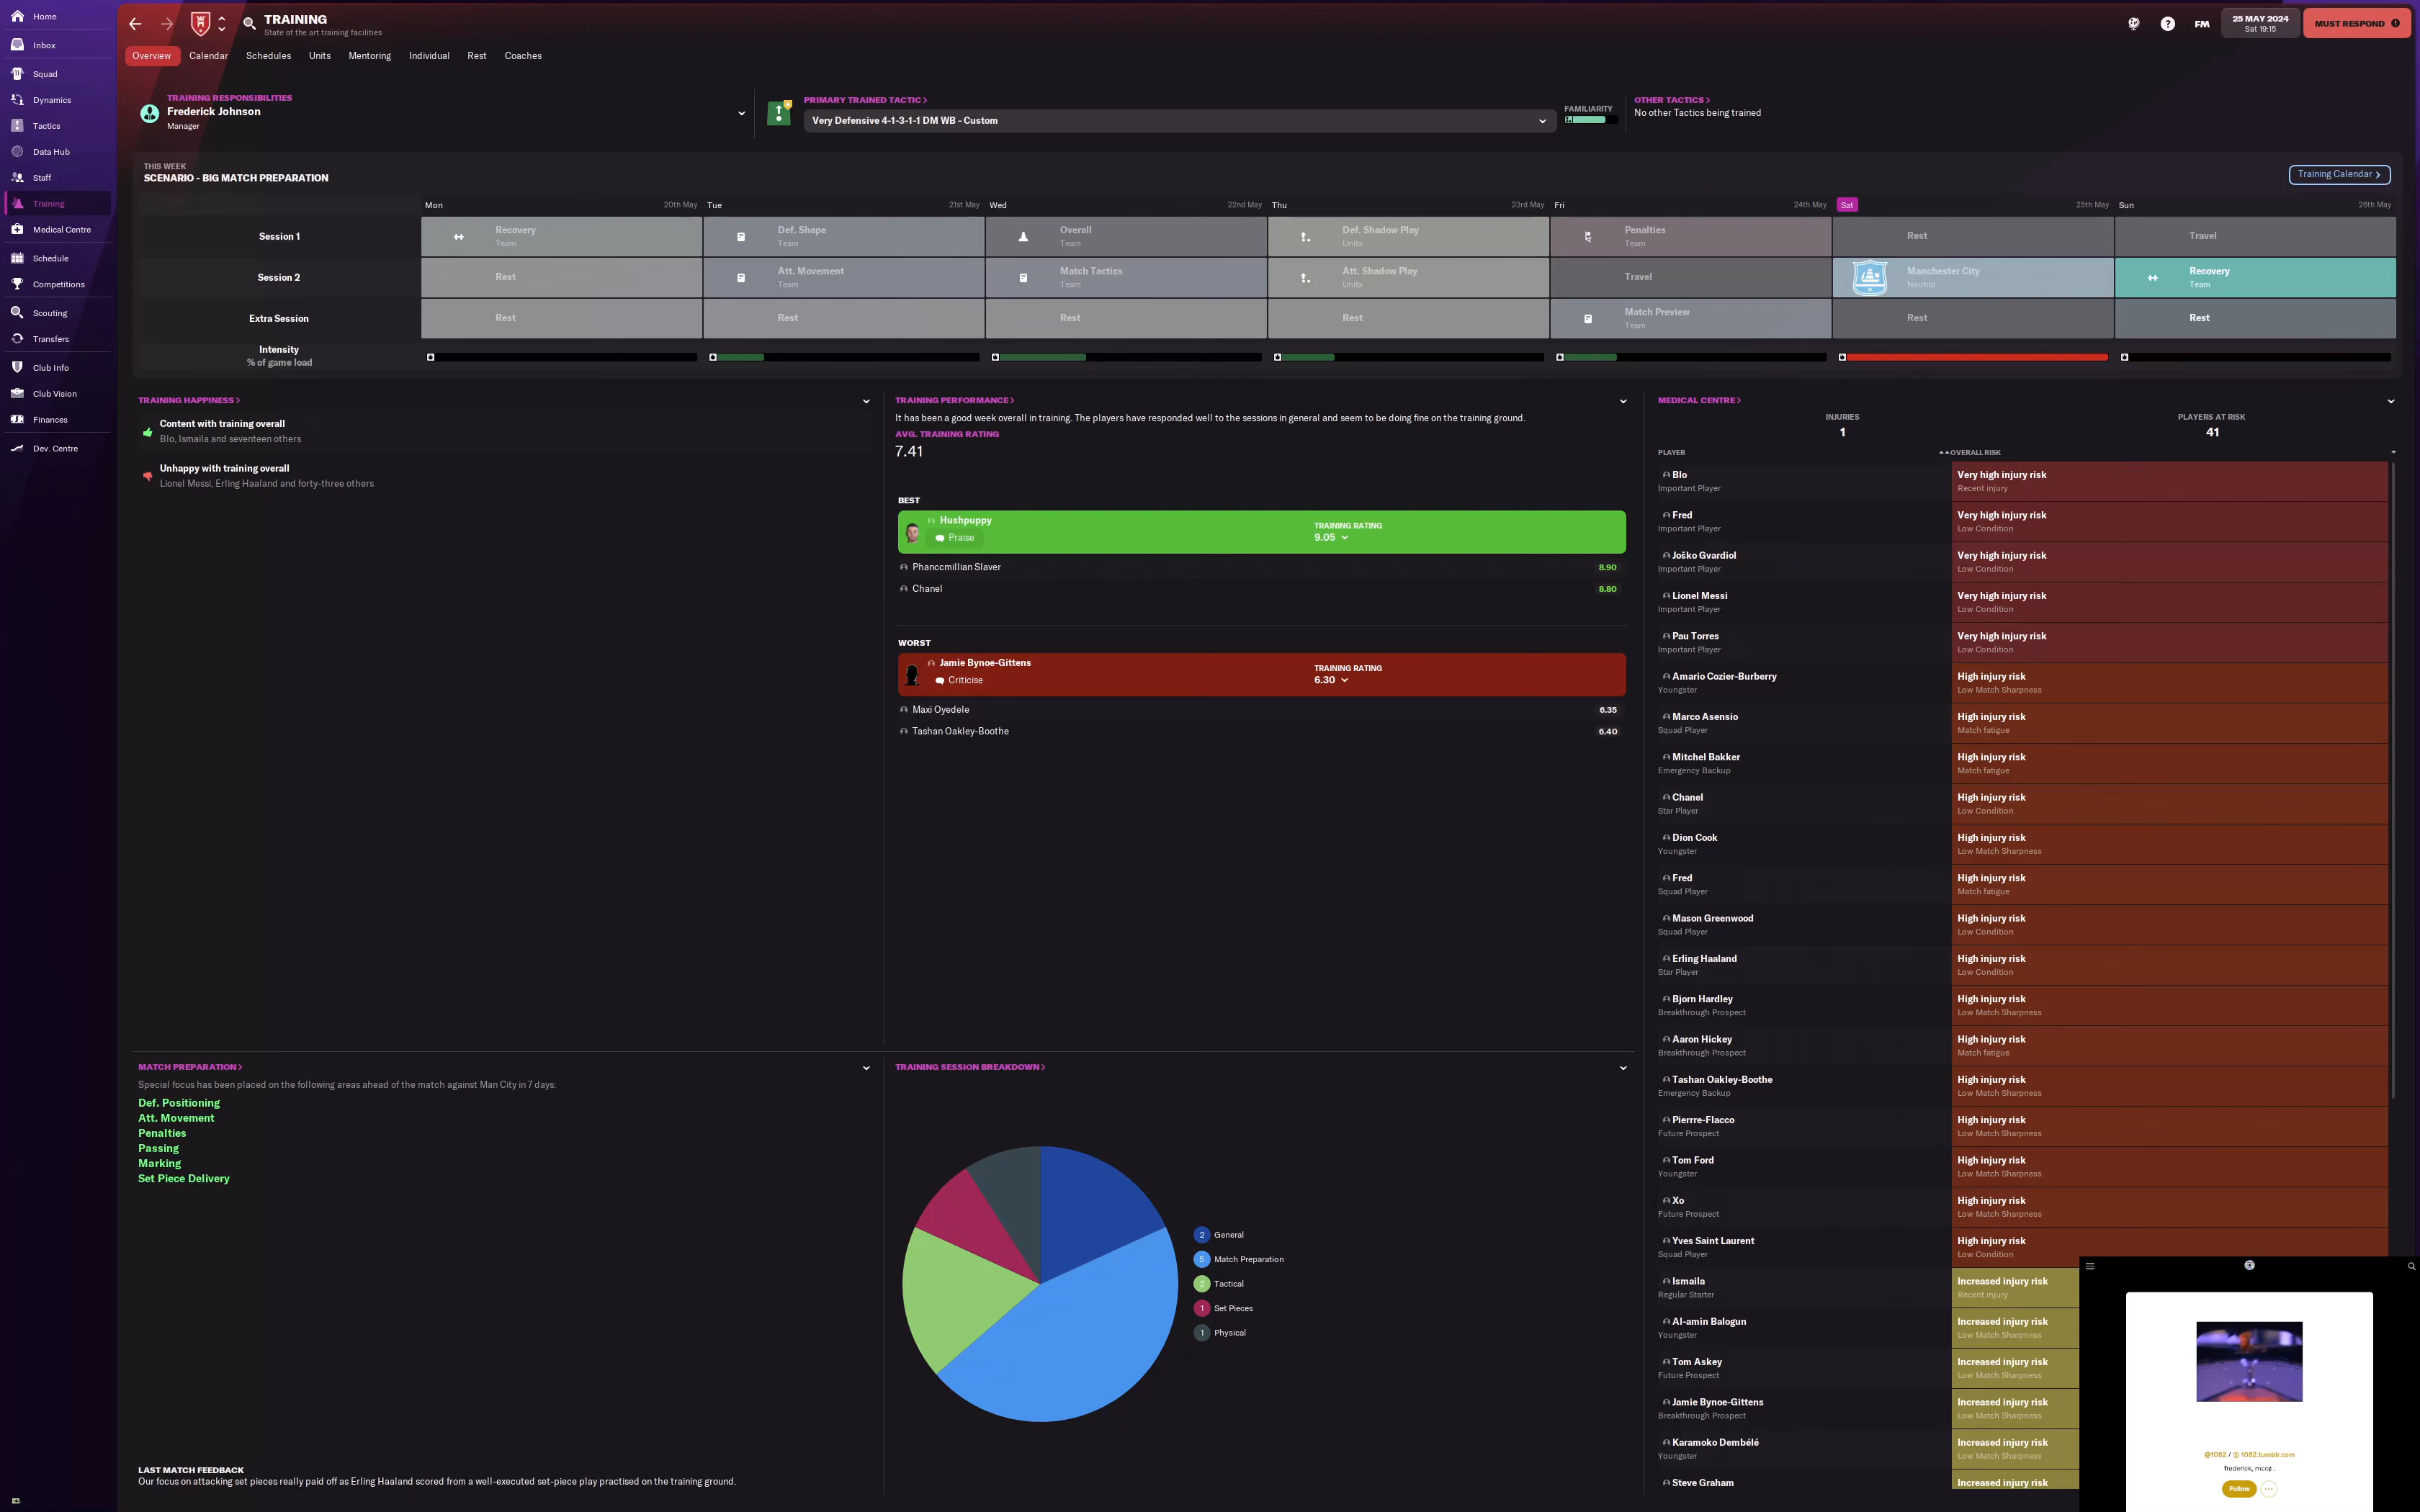 Home
Inbox
Squad
Dynamics
Tactics
Data Hub
Staff
Training
Medical Centre
Schedule
Competitions
Scouting
Transfers
Club Info
Club Vision
Finances
Dev. Centre
TRAINING
State of the art training facilities
FM
25 MAY 2024
Sat 19:15
MUST RESPOND
Overview Calendar Schedules Units Mentoring Individual Rest Coaches
TRAINING RESPONSIBILITIES
Frederick Johnson
Manager
PRIMARY TRAINED TACTIC
Very Defensive 4-1-3-1-1 DM WB - Custom
FAMILIARITY
OTHER TACTICS
No other Tactics being trained
THIS WEEK
SCENARIO - BIG MATCH PREPARATION
Training Calendar
Mon 20th May Tue 21st May Wed 22nd May Thu 23rd May Fri 24th May Sat 25th May Sun 26th May
Session 1
Recovery
Team
Def. Shape
Team
Overall
Team
Def. Shadow Play
Units
Penalties
Team
Rest
Travel
Session 2
Rest
Att. Movement
Team
Match Tactics
Team
Att. Shadow Play
Units
Travel
Manchester City
Neutral
Recovery
Team
Extra Session
Rest
Rest
Rest
Rest
Match Preview
Team
Rest
Rest
Intensity
% of game load
TRAINING HAPPINESS
Content with training overall
Blo, Ismaila and seventeen others
Unhappy with training overall
Lionel Messi, Erling Haaland and forty-three others
TRAINING PERFORMANCE
It has been a good week overall in training. The players have responded well to the sessions in general and seem to be doing fine on the training ground.
AVG. TRAINING RATING
7.41
BEST
Hushpuppy
Praise
TRAINING RATING
9.05
Phanccmillian Slaver 8.90
Chanel 8.80
WORST
Jamie Bynoe-Gittens
Criticise
TRAINING RATING
6.30
Maxi Oyedele 6.35
Tashan Oakley-Boothe 6.40
MEDICAL CENTRE
INJURIES
1
PLAYERS AT RISK
41
PLAYER OVERALL RISK
Blo Very high injury risk
Important Player Recent injury
Fred Very high injury risk
Important Player Low Condition
Joško Gvardiol Very high injury risk
Important Player Low Condition
Lionel Messi Very high injury risk
Important Player Low Condition
Pau Torres Very high injury risk
Important Player Low Condition
Amario Cozier-Burberry High injury risk
Youngster Low Match Sharpness
Marco Asensio High injury risk
Squad Player Match fatigue
Mitchel Bakker High injury risk
Emergency Backup Match fatigue
Chanel High injury risk
Star Player Low Condition
Dion Cook High injury risk
Youngster Low Match Sharpness
Fred High injury risk
Squad Player Match fatigue
Mason Greenwood High injury risk
Squad Player Low Condition
Erling Haaland High injury risk
Star Player Low Condition
Bjorn Hardley High injury risk
Breakthrough Prospect Low Match Sharpness
Aaron Hickey High injury risk
Breakthrough Prospect Match fatigue
Tashan Oakley-Boothe High injury risk
Emergency Backup Low Match Sharpness
Pierrre-Flacco High injury risk
Future Prospect Low Match Sharpness
Tom Ford High injury risk
Youngster Low Match Sharpness
Xo High injury risk
Future Prospect Low Match Sharpness
Yves Saint Laurent High injury risk
Squad Player Low Condition
Ismaila Increased injury risk
Regular Starter Recent injury
Al-amin Balogun Increased injury risk
Youngster Low Match Sharpness
Tom Askey Increased injury risk
Future Prospect Low Match Sharpness
Jamie Bynoe-Gittens Increased injury risk
Breakthrough Prospect Low Match Sharpness
Karamoko Dembélé Increased injury risk
Youngster Low Match Sharpness
Steve Graham Increased injury risk
MATCH PREPARATION
Special focus has been placed on the following areas ahead of the match against Man City in 7 days:
Def. Positioning
Att. Movement
Penalties
Passing
Marking
Set Piece Delivery
LAST MATCH FEEDBACK
Our focus on attacking set pieces really paid off as Erling Haaland scored from a well-executed set-piece play practised on the training ground.
TRAINING SESSION BREAKDOWN
2 General
5 Match Preparation
2 Tactical
1 Set Pieces
1 Physical
@1082 / 1082.tumblr.com
Follow